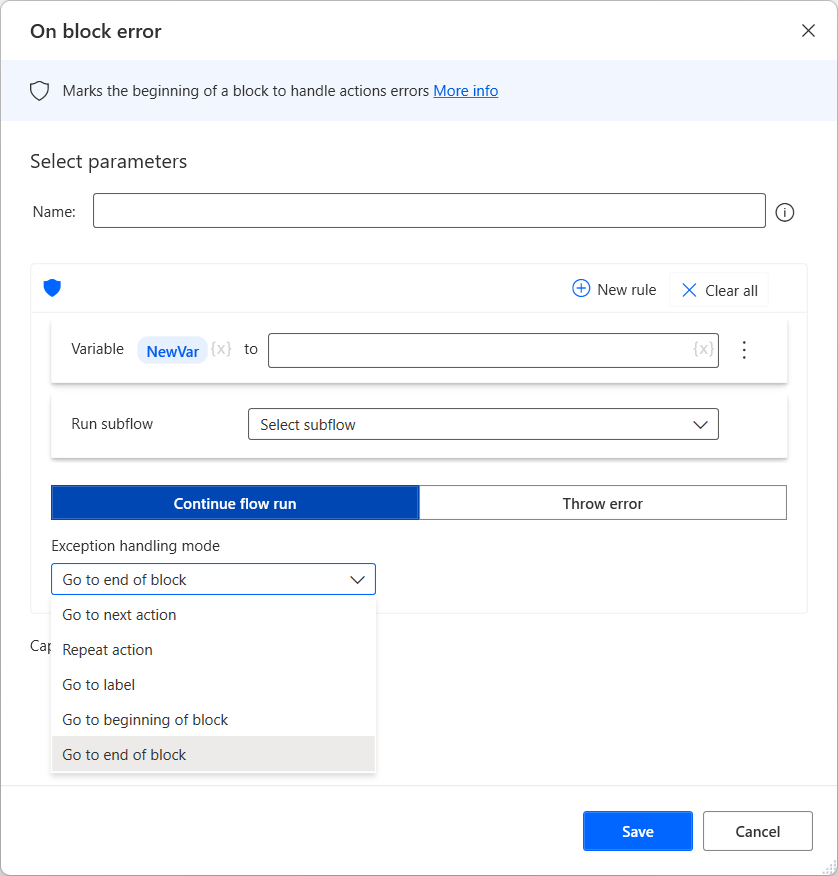 On block error
Marks the beginning of a block to handle actions errors More info
Select parameters
Name:
New rule
Clear all
Variable NewVar {x} to {x}
Run subflow Select subflow
Continue flow run Throw error
Exception handling mode
Go to end of block
Go to next action
Repeat action
Go to label
Go to beginning of block
Go to end of block
Save Cancel